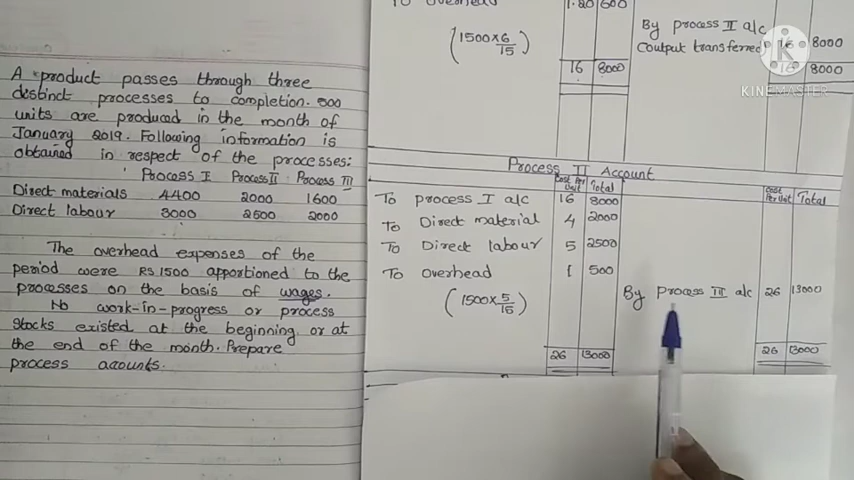 A product passes through three
distinct processes to completion. 500
units are produced in the month of
January 2019. Following information is
obtained in respect of the processes:
Process I Process II Process III
Direct materials 4400 2000 1600
Direct labour 3000 2500 2000
The overhead expenses of the
period were RS. 1500 apportioned to the
processes on the basis of wages.
No work-in-progress or process
stocks existed at the beginning or at
the end of the month. Prepare
process accounts.
To overhead 1.20 600
(1500×6/15)
By process II a/c
(output transferred) 16 8000
16 8000 16 8000
KINEMASTER
Process II Account
Cost Per Unit Total Cost Per Unit Total
To process I a/c 16 8000
To Direct material 4 2000
To Direct labour 5 2500
To overhead 1 500
(1500×5/15)
By process III a/c 26 13000
26 13000 26 13000